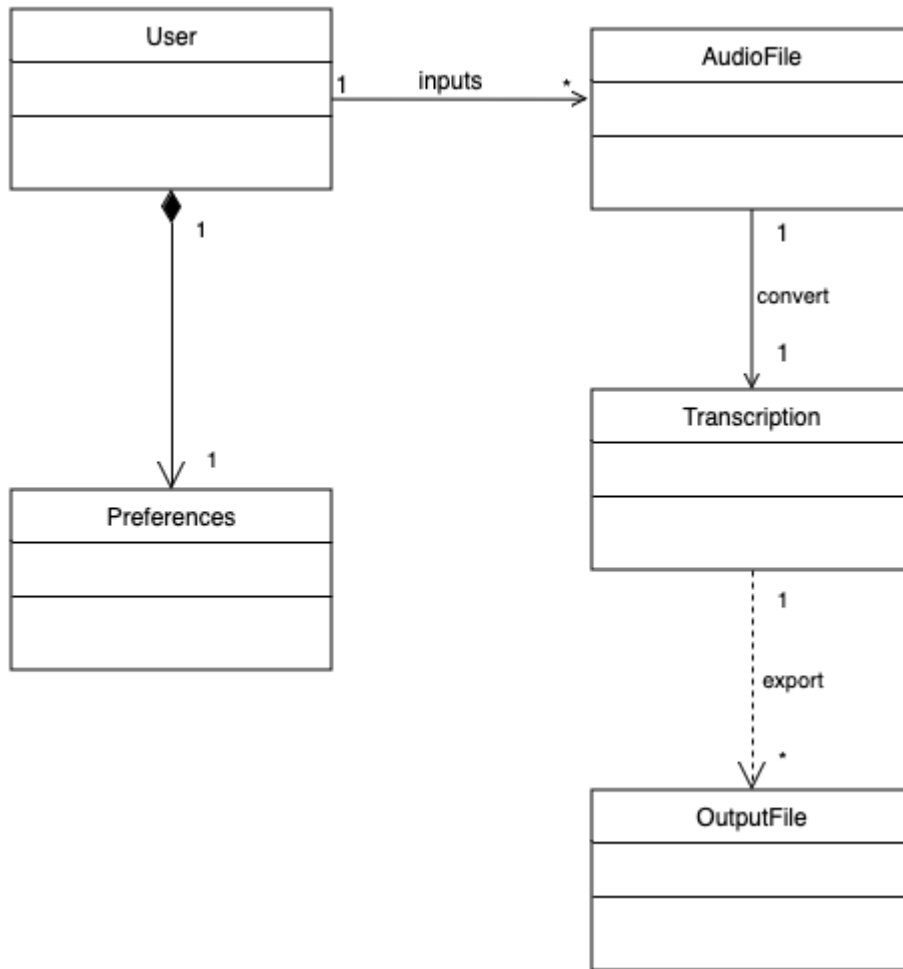 User
AudioFile
1
inputs
*
1
1
convert
1
Transcription
1
Preferences
1
export
*
OutputFile